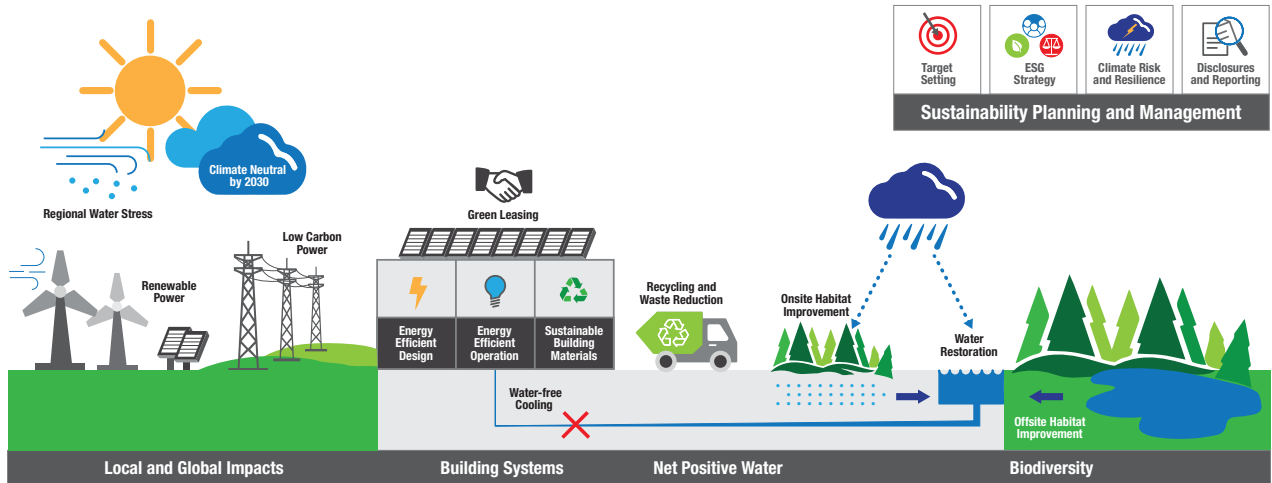 Target
Setting
ESG
Strategy
Climate Risk
and Resilience
Disclosures
and Reporting
Sustainability Planning and Management
Climate Neutral
by 2030
Regional Water Stress
Green Leasing
Low Carbon
Power
Renewable
Power
Energy
Efficient
Design
Energy
Efficient
Operation
Sustainable
Building
Materials
Recycling and
Waste Reduction
Onsite Habitat
Improvement
Water
Restoration
Water-free
Cooling
Offsite Habitat
Improvement
Local and Global Impacts
Building Systems
Net Positive Water
Biodiversity